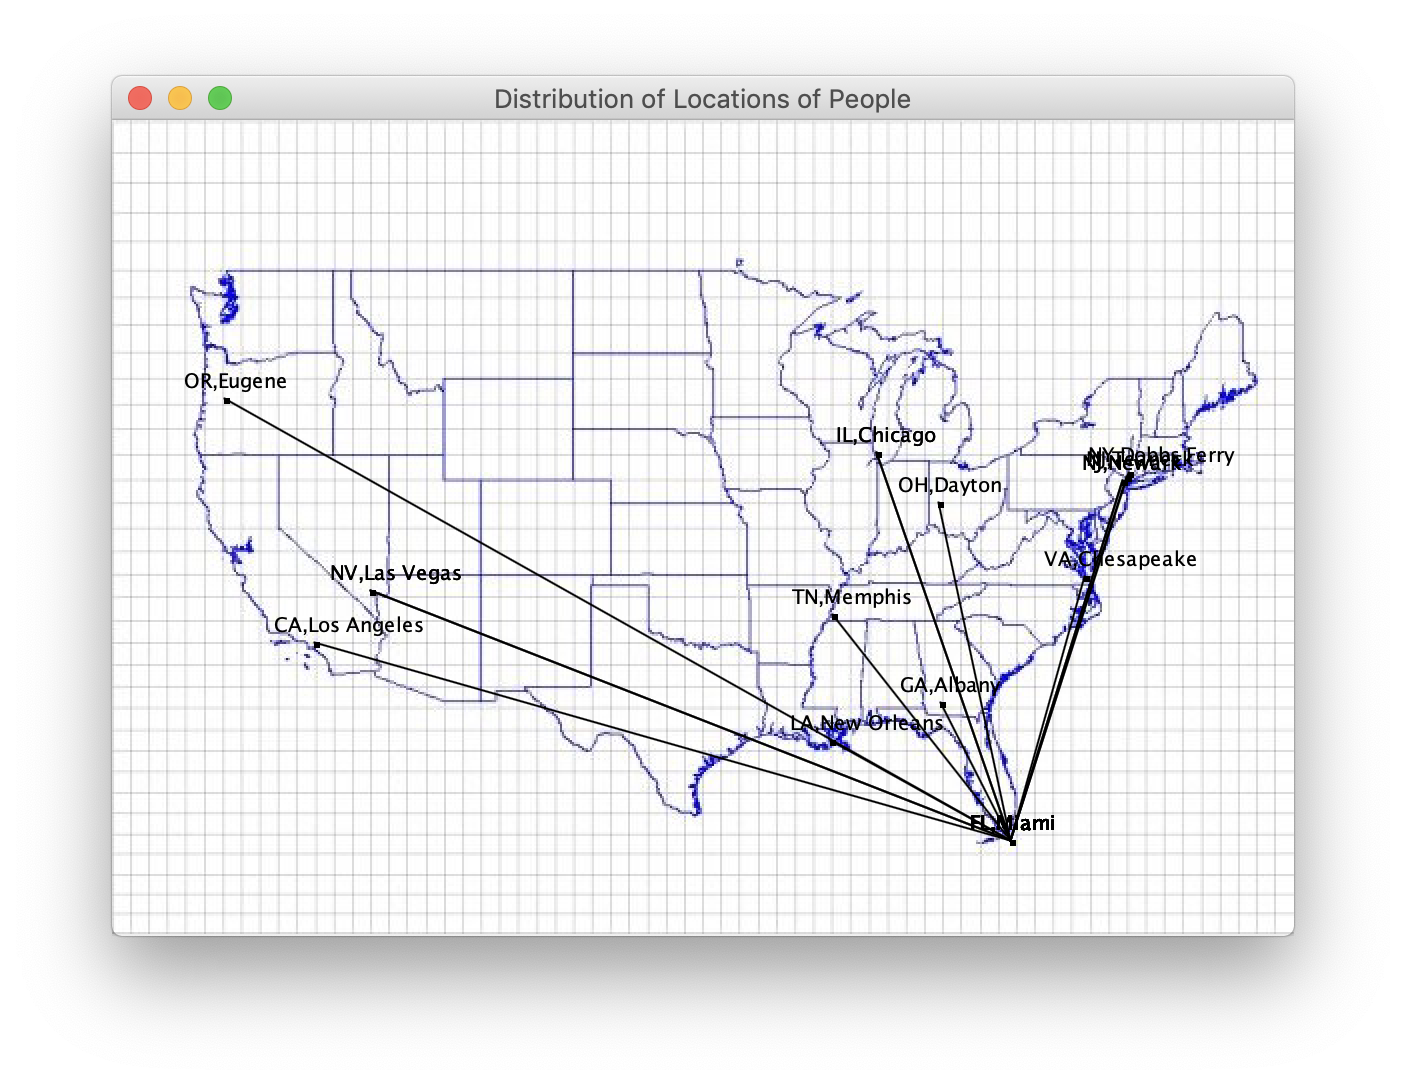 Distribution of Locations of People
OR,Eugene
IL,Chicago
NY,Dobbs Ferry
NJ,Newark
OH,Dayton
VA,Chesapeake
NV,Las Vegas
TN,Memphis
CA,Los Angeles
GA,Albany
LA,New Orleans
FL,Miami